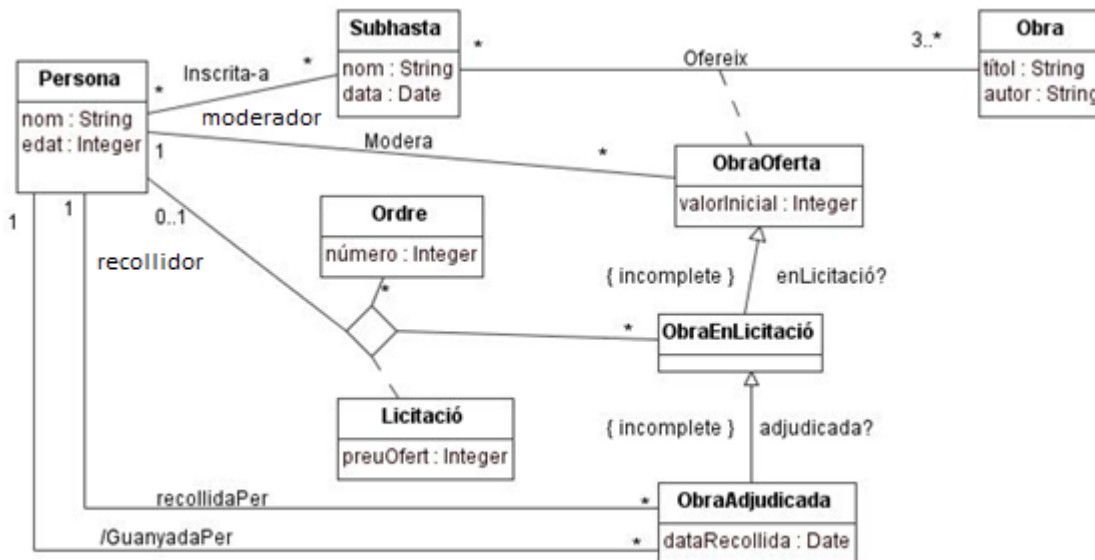 Subhasta
nom : String
data : Date
*
Ofereix
3..*
Obra
títol : String
autor : String
Persona
nom : String
edat : Integer
Inscrita-a
*
*
moderador
1
Modera
*
ObraOferta
valorInicial : Integer
1
1
0..1
recollidor
Ordre
número : Integer
*
{ incomplete }
enLicitació?
*
ObraEnLicitació
Licitació
preuOfert : Integer
{ incomplete }
adjudicada?
recollidaPer
*
ObraAdjudicada
dataRecollida : Date
/GuanyadaPer
*